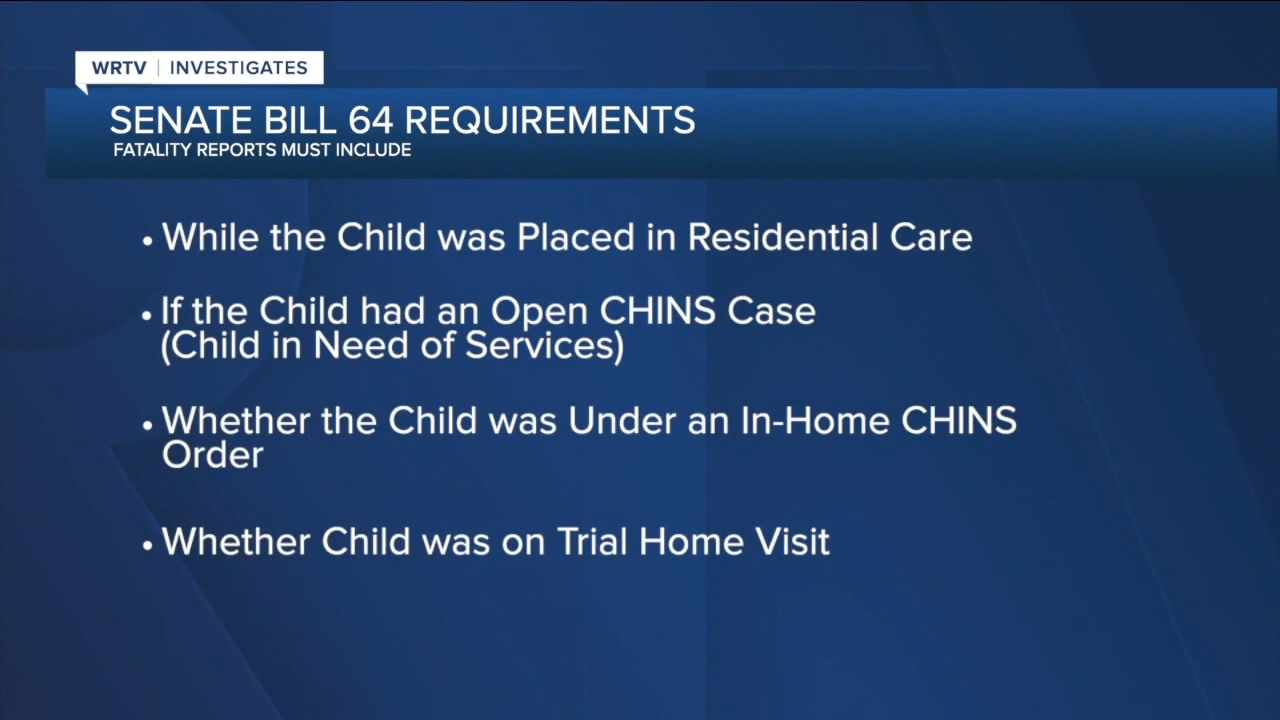 WRTV | INVESTIGATES
SENATE BILL 64 REQUIREMENTS
FATALITY REPORTS MUST INCLUDE
• While the Child was Placed in Residential Care
• If the Child had an Open CHINS Case
(Child in Need of Services)
• Whether the Child was Under an In-Home CHINS
Order
• Whether Child was on Trial Home Visit